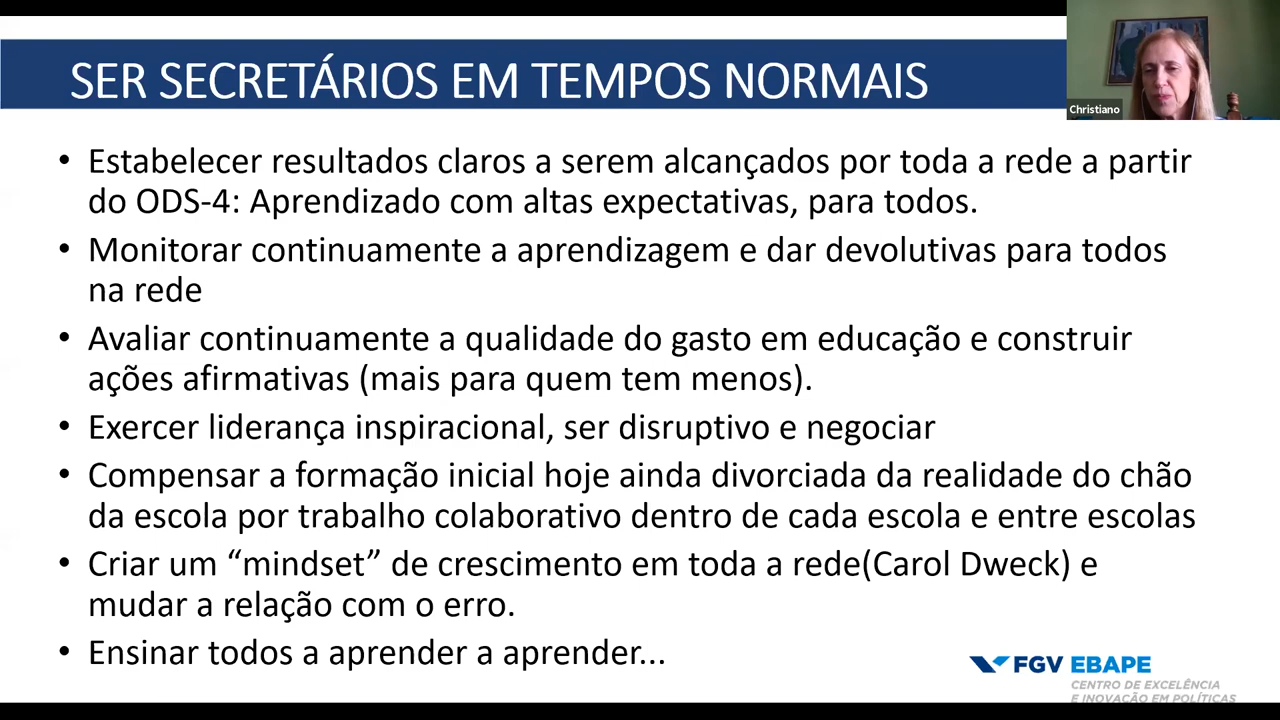 SER SECRETÁRIOS EM TEMPOS NORMAIS
Christiano
• Estabelecer resultados claros a serem alcançados por toda a rede a partir
do ODS-4: Aprendizado com altas expectativas, para todos.
• Monitorar continuamente a aprendizagem e dar devolutivas para todos
na rede
• Avaliar continuamente a qualidade do gasto em educação e construir
ações afirmativas (mais para quem tem menos).
• Exercer liderança inspiracional, ser disruptivo e negociar
• Compensar a formação inicial hoje ainda divorciada da realidade do chão
da escola por trabalho colaborativo dentro de cada escola e entre escolas
• Criar um “mindset” de crescimento em toda a rede(Carol Dweck) e
mudar a relação com o erro.
• Ensinar todos a aprender a aprender...
FGV EBAPE
CENTRO DE EXCELÊNCIA
E INOVAÇÃO EM POLÍTICAS